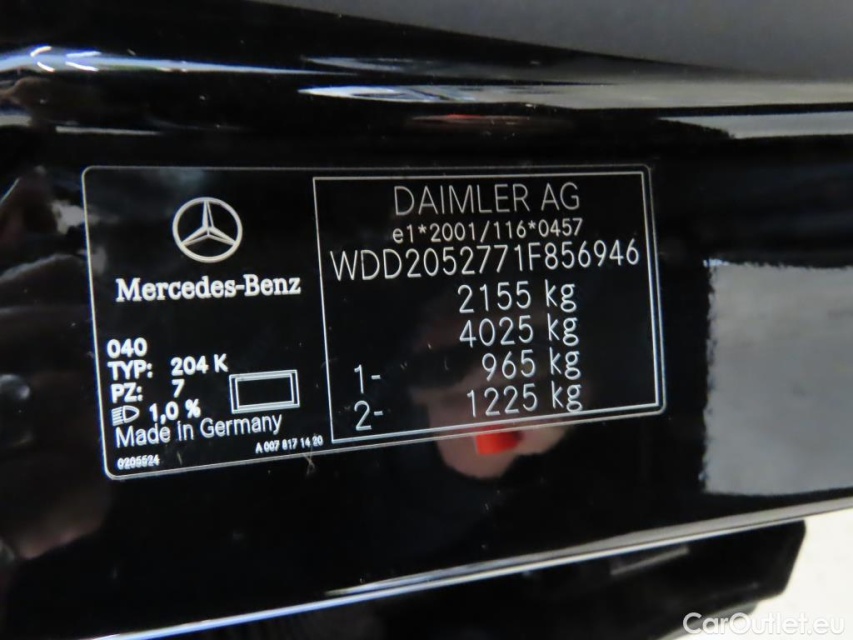 Mercedes-Benz
040
TYP: 204 K
PZ: 7
1,0 %
Made in Germany
0205524
A 007 817 14 20
DAIMLER AG
e1*2001/116*0457
WDD2052771F856946
2155 kg
4025 kg
1- 965 kg
2- 1225 kg
CarOutlet.eu